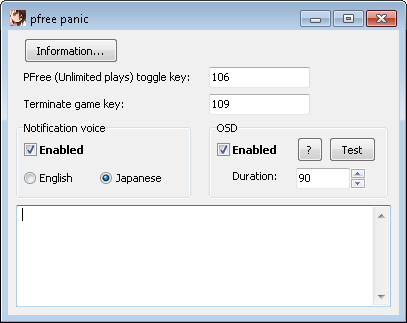 pfree panic
Information...
PFree (Unlimited plays) toggle key: 106
Terminate game key: 109
Notification voice
Enabled
English Japanese
OSD
Enabled ? Test
Duration: 90